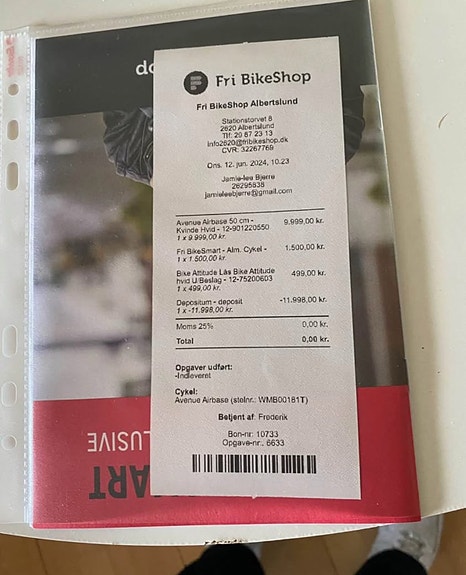 do
Fri BikeShop
Fri BikeShop Albertslund
Stationstorvet 8
2620 Albertslund
Tlf: 20 87 23 13
info2620@fribikeshop.dk
CVR: 32267769
Ons. 12. jun. 2024, 10.23
Jamie-lee Bjerre
26295838
jamieleebjerre@gmail.com
Avenue Airbase 50 cm - 9.999,00 kr.
Kvinde Hvid - 12-901220550
1 x 9.999,00 kr.
Fri BikeSmart - Alm. Cykel - 1.500,00 kr.
1 x 1.500,00 kr.
Bike Attitude Lås Bike Attitude 499,00 kr.
hvid U/Beslag - 12-75200603
1 x 499,00 kr.
Depositum - deposit -11.998,00 kr.
1 x -11.998,00 kr.
Moms 25% 0,00 kr.
Total 0,00 kr.
Opgaver udført:
-Indleveret
Cykel:
Avenue Airbase (stelnr.: WMB00181T)
Betjent af: Frederik
Bon-nr: 10733
Opgave-nr.: 6633
LUSIVE
ART